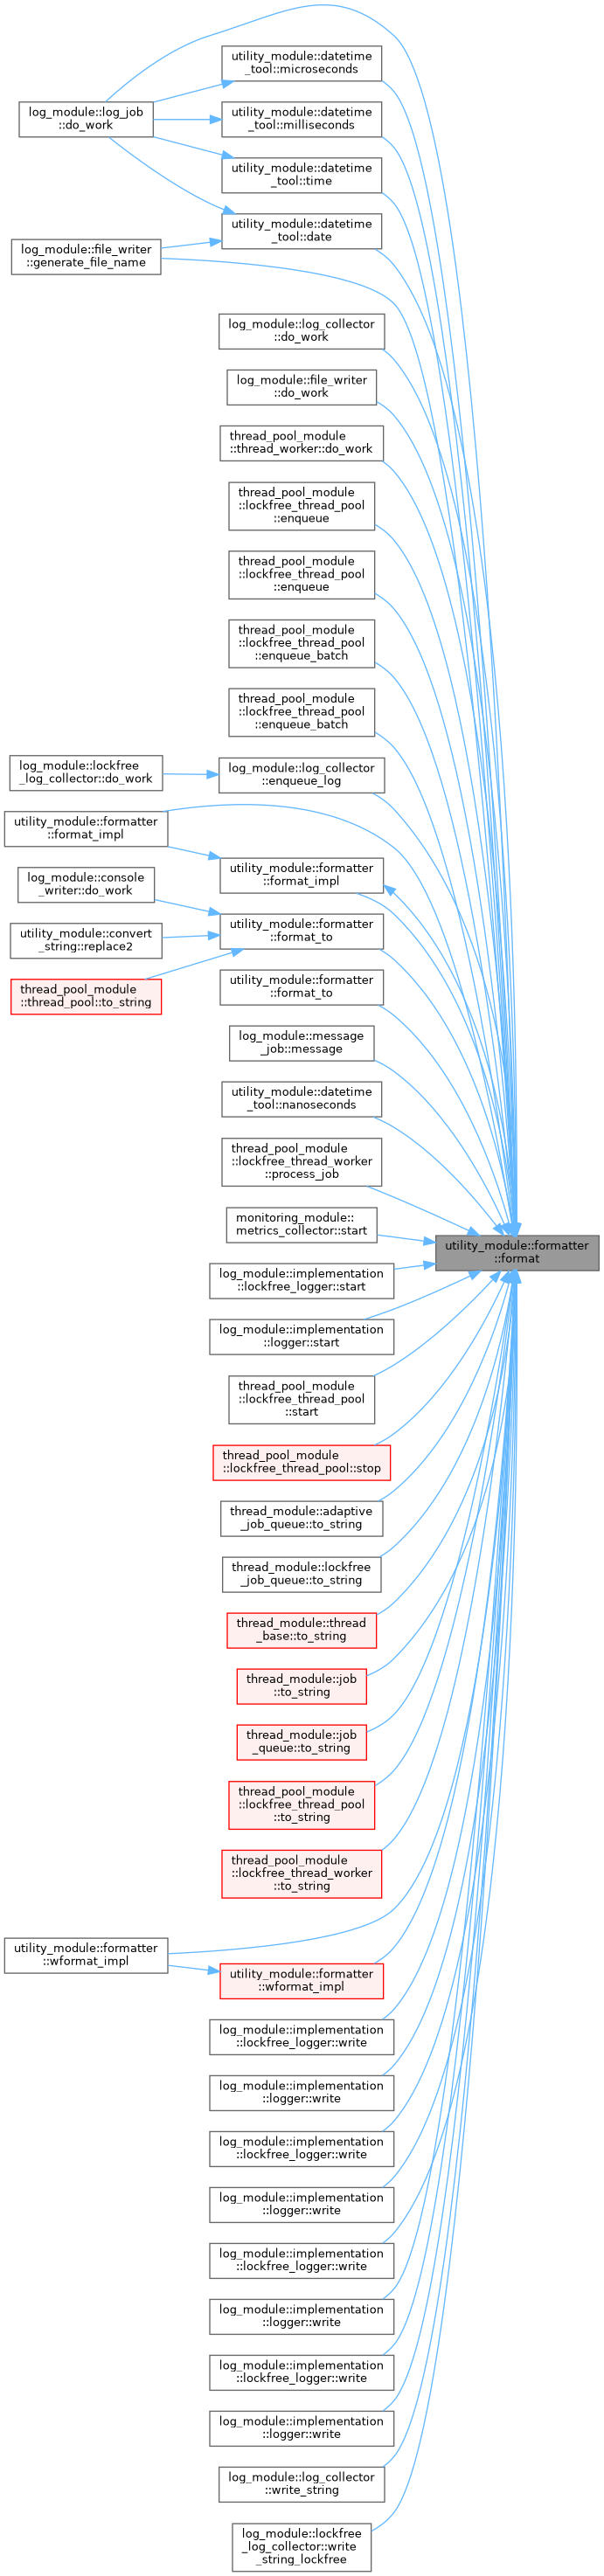 utility_module::datetime
_tool::microseconds
log_module::log_job
::do_work
utility_module::datetime
_tool::milliseconds
utility_module::datetime
_tool::time
utility_module::datetime
_tool::date
log_module::file_writer
::generate_file_name
log_module::log_collector
::do_work
log_module::file_writer
::do_work
thread_pool_module
::thread_worker::do_work
thread_pool_module
::lockfree_thread_pool
::enqueue
thread_pool_module
::lockfree_thread_pool
::enqueue
thread_pool_module
::lockfree_thread_pool
::enqueue_batch
thread_pool_module
::lockfree_thread_pool
::enqueue_batch
log_module::lockfree
_log_collector::do_work
log_module::log_collector
::enqueue_log
utility_module::formatter
::format_impl
utility_module::formatter
::format_impl
log_module::console
_writer::do_work
utility_module::formatter
::format_to
utility_module::convert
_string::replace2
thread_pool_module
::thread_pool::to_string
utility_module::formatter
::format_to
log_module::message
_job::message
utility_module::datetime
_tool::nanoseconds
thread_pool_module
::lockfree_thread_worker
::process_job
monitoring_module::
metrics_collector::start
utility_module::formatter
::format
log_module::implementation
::lockfree_logger::start
log_module::implementation
::logger::start
thread_pool_module
::lockfree_thread_pool
::start
thread_pool_module
::lockfree_thread_pool::stop
thread_module::adaptive
_job_queue::to_string
thread_module::lockfree
_job_queue::to_string
thread_module::thread
_base::to_string
thread_module::job
::to_string
thread_module::job
_queue::to_string
thread_pool_module
::lockfree_thread_pool
::to_string
thread_pool_module
::lockfree_thread_worker
::to_string
utility_module::formatter
::wformat_impl
utility_module::formatter
::wformat_impl
log_module::implementation
::lockfree_logger::write
log_module::implementation
::logger::write
log_module::implementation
::lockfree_logger::write
log_module::implementation
::logger::write
log_module::implementation
::lockfree_logger::write
log_module::implementation
::logger::write
log_module::implementation
::lockfree_logger::write
log_module::implementation
::logger::write
log_module::log_collector
::write_string
log_module::lockfree
_log_collector::write
_string_lockfree